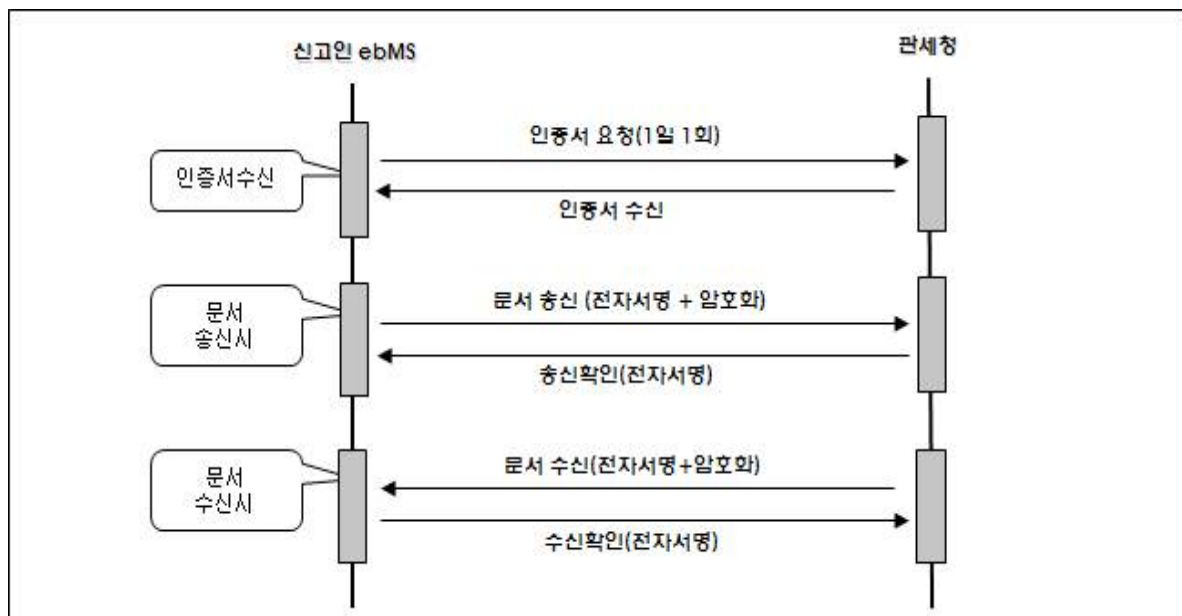 신고인 ebMS
관세청
인증서 요청(1일 1회)
인증서수신
인증서 수신
문서
송신시
문서 송신 (전자서명 + 암호화)
송신확인(전자서명)
문서
수신시
문서 수신(전자서명+암호화)
수신확인(전자서명)